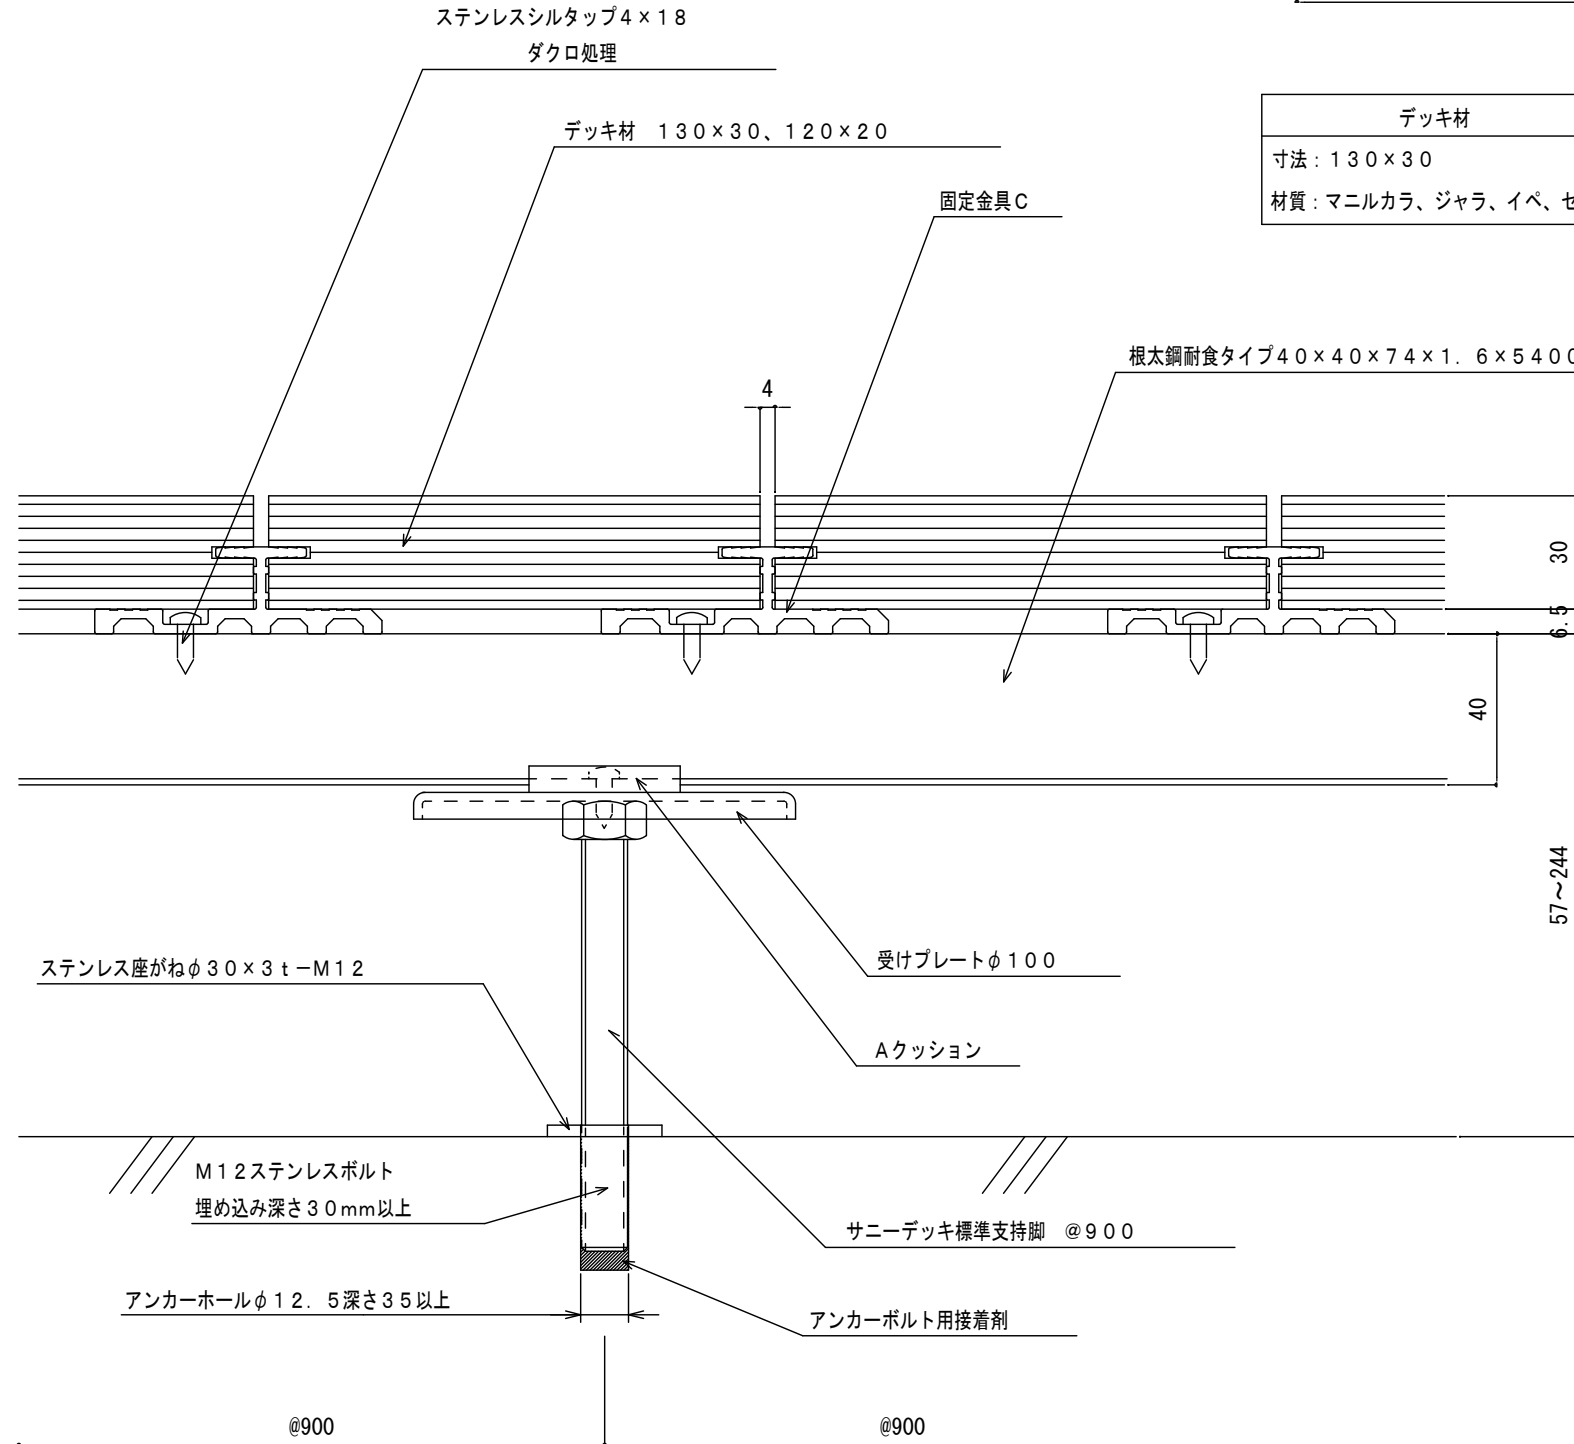 ステンレスシルタップ4×18
ダクロ処理
デッキ材　130×30、120×20
デッキ材
寸法：130×30
材質：マニルカラ、ジャラ、イペ、セ
固定金具C
根太鋼耐食タイプ40×40×74×1.6×5400
4
30
6.5
40
57～244
ステンレス座がねφ30×3t－M12
受けプレートφ100
Aクッション
M12ステンレスボルト
埋め込み深さ30mm以上
サニーデッキ標準支持脚　@900
アンカーホールφ12.5深さ35以上
アンカーボルト用接着剤
@900
@900